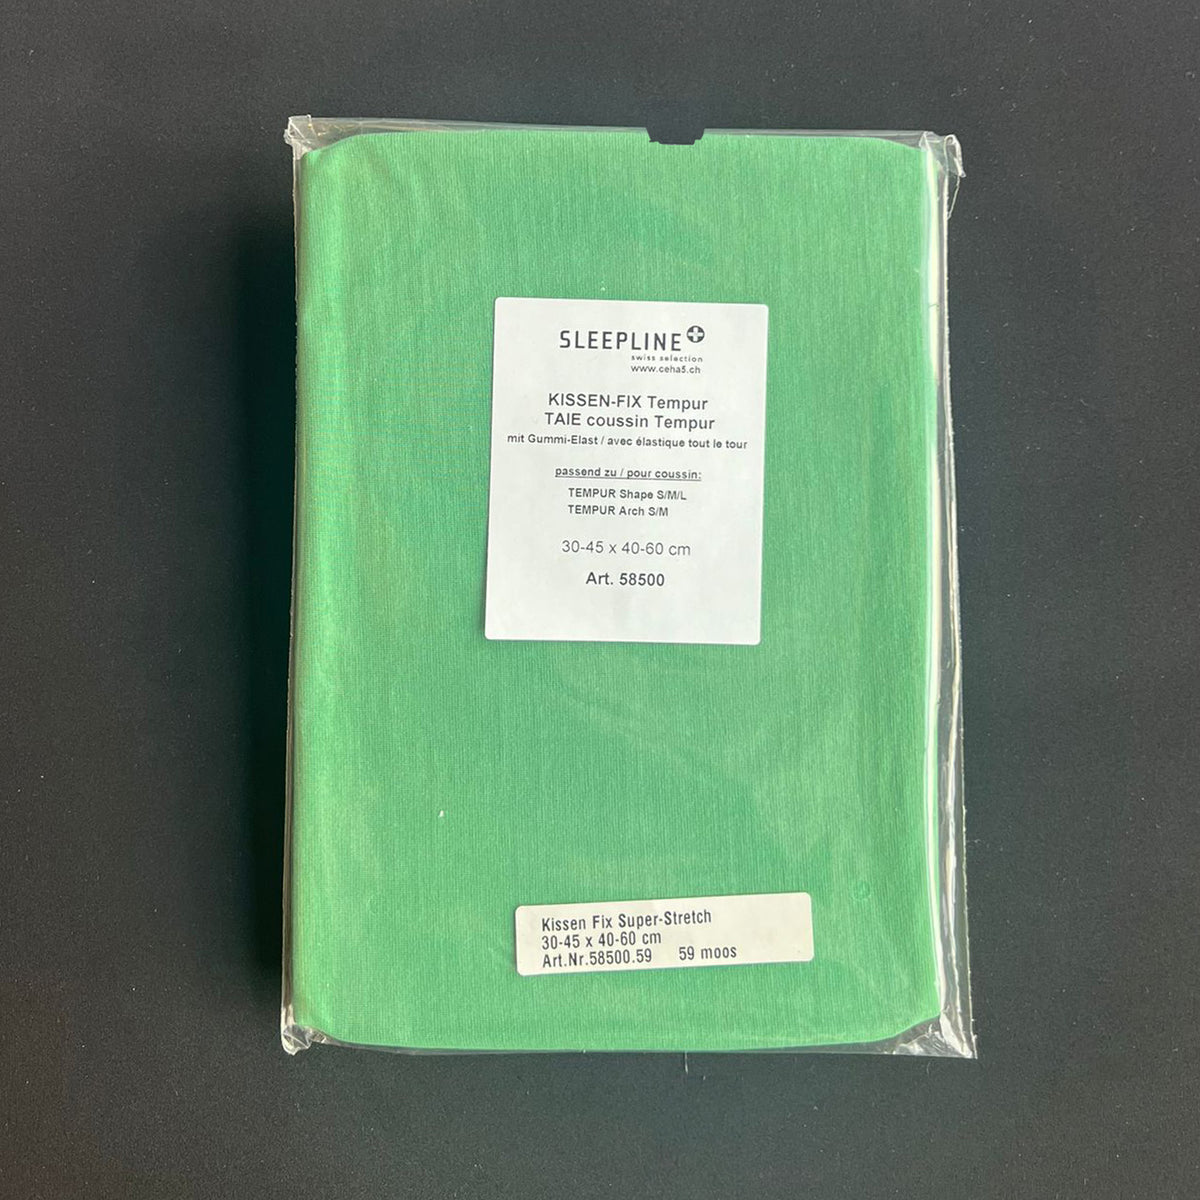 SLEEPLINE
swiss selection
www.ceha5.ch
KISSEN-FIX Tempur
TAIE coussin Tempur
mit Gummi-Elast / avec élastique tout le tour
passend zu / pour coussin:
TEMPUR Shape S/M/L
TEMPUR Arch S/M
30-45 x 40-60 cm
Art. 58500
Kissen Fix Super-Stretch
30-45 x 40-60 cm
Art.Nr.58500.59 59 moos